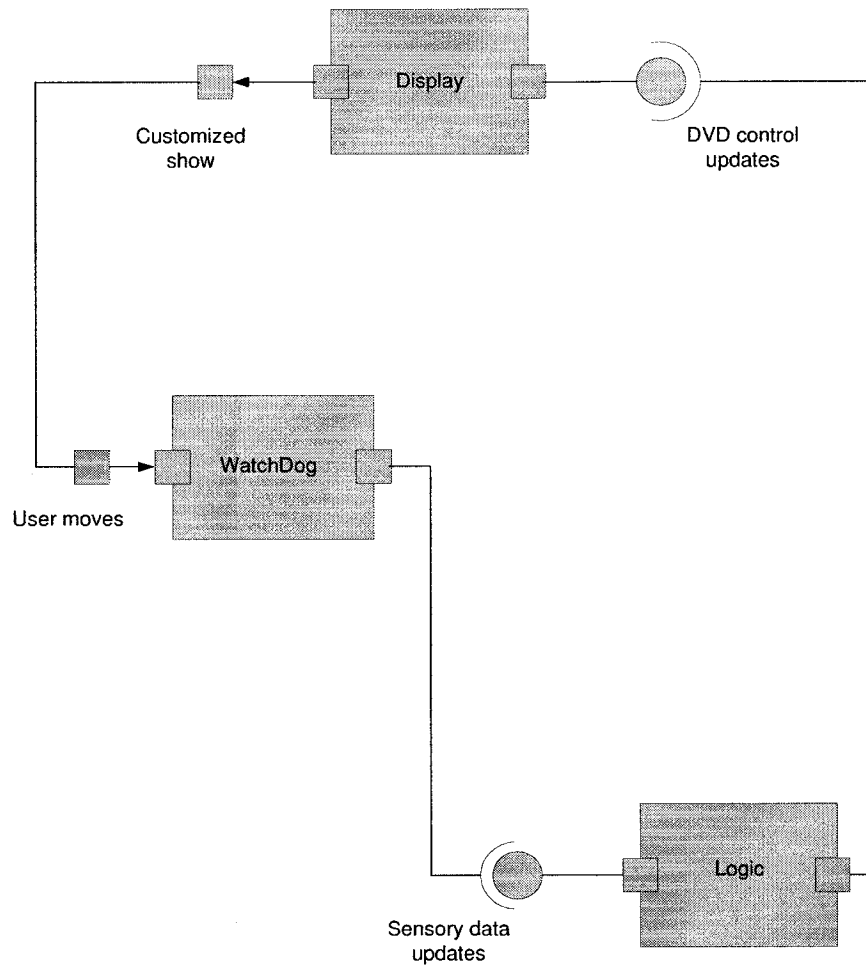 Display
Customized
show
DVD control
updates
WatchDog
User moves
Logic
Sensory data
updates